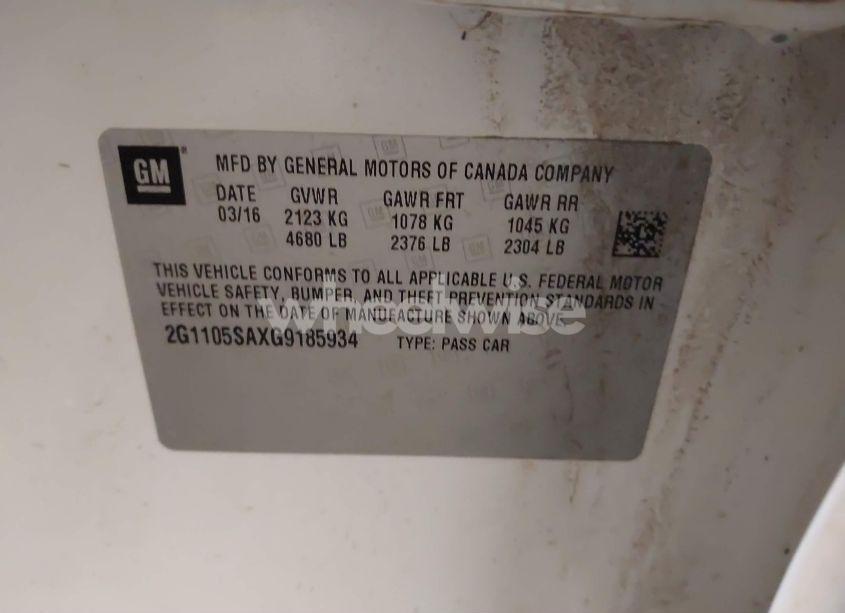 GM
MFD BY GENERAL MOTORS OF CANADA COMPANY
DATE GVWR GAWR FRT GAWR RR
03/16 2123 KG 1078 KG 1045 KG
4680 LB 2376 LB 2304 LB
THIS VEHICLE CONFORMS TO ALL APPLICABLE U.S. FEDERAL MOTOR
VEHICLE SAFETY, BUMPER, AND THEFT PREVENTION STANDARDS IN
EFFECT ON THE DATE OF MANUFACTURE SHOWN ABOVE
wheelwise
2G1105SAXG9185934 TYPE: PASS CAR